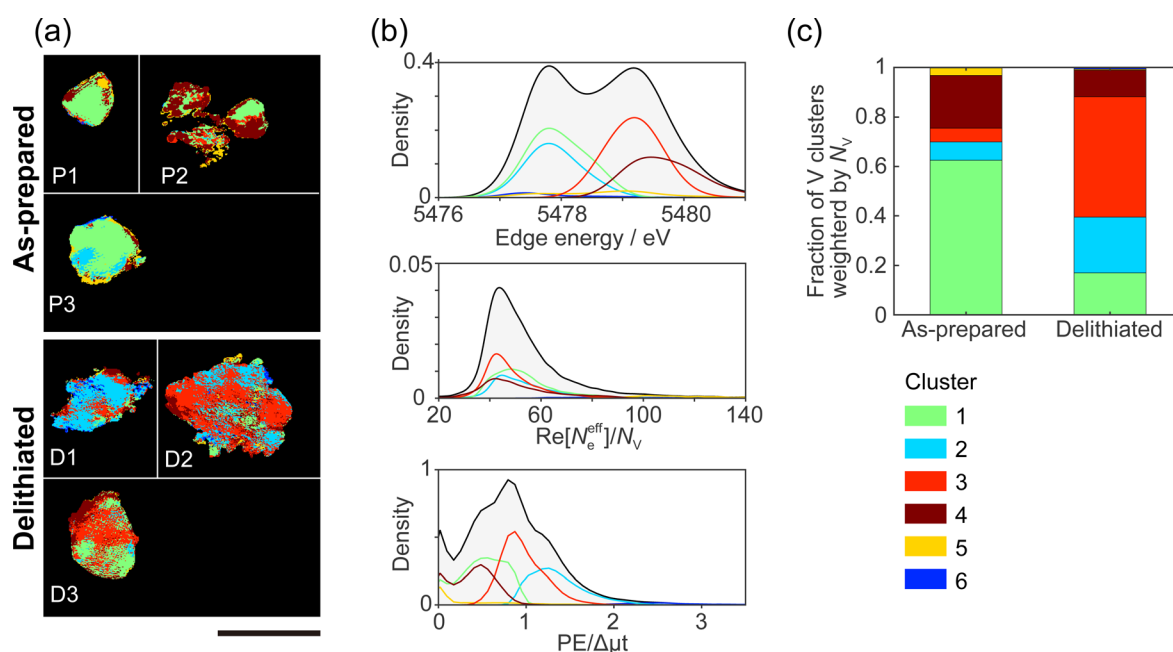 (a)
As-prepared
P1
P2
P3
Delithiated
D1
D2
D3
(b)
0.4
Density
0
5476
5478
5480
Edge energy / eV
0.05
Density
0
20
60
100
140
Re[N_e^eff]/N_V
1
Density
0
0
1
2
3
PE/Δμt
(c)
Fraction of V clusters
weighted by N_V
1
0.8
0.6
0.4
0.2
0
As-prepared
Delithiated
Cluster
1
2
3
4
5
6